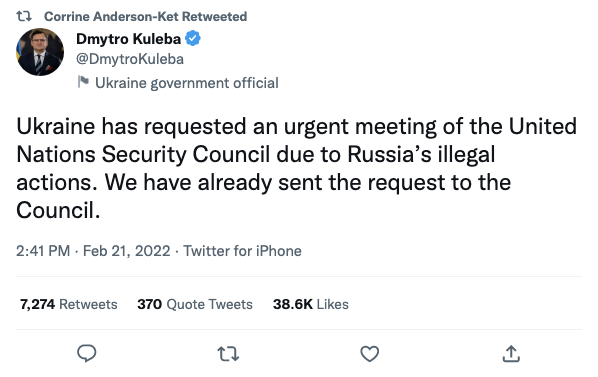 Corrine Anderson-Ket Retweeted
Dmytro Kuleba
@DmytroKuleba
Ukraine government official
Ukraine has requested an urgent meeting of the United
Nations Security Council due to Russia’s illegal
actions. We have already sent the request to the
Council.
2:41 PM · Feb 21, 2022 · Twitter for iPhone
7,274 Retweets 370 Quote Tweets 38.6K Likes